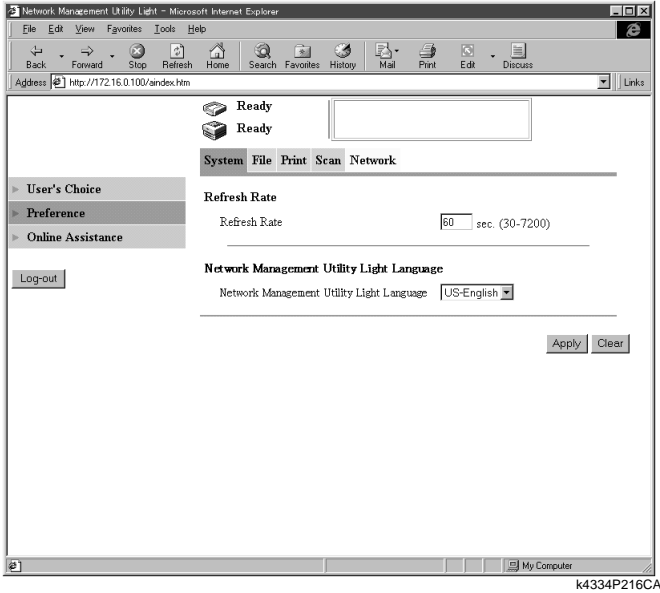 Network Management Utility Light - Microsoft Internet Explorer
File Edit View Favorites Tools Help
Back Forward Stop Refresh Home Search Favorites History Mail Print Edit Discuss
Address http://172.16.0.100/aindex.htm Links
Ready
Ready
System File Print Scan Network
User's Choice
Preference
Online Assistance
Log-out
Refresh Rate
Refresh Rate 60 sec. (30-7200)
Network Management Utility Light Language
Network Management Utility Light Language US-English
Apply Clear
My Computer
k4334P216CA